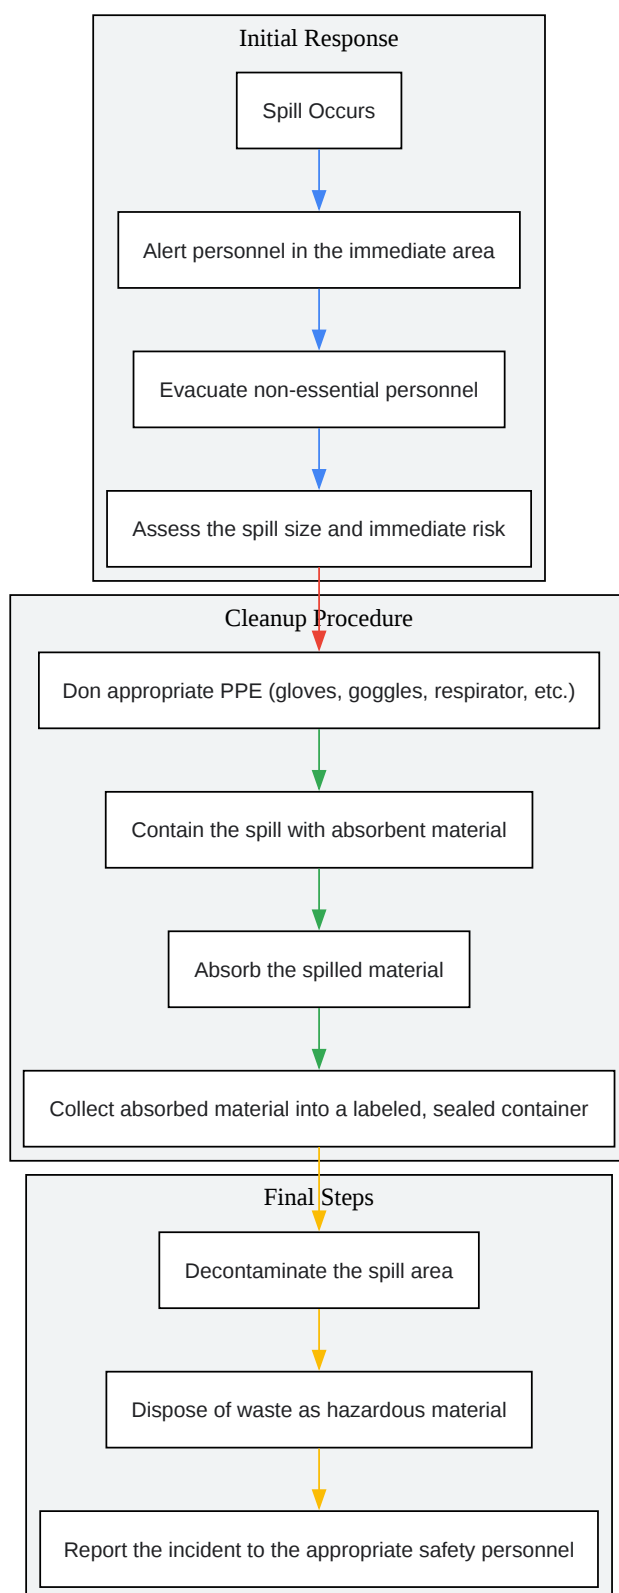 Initial Response
Spill Occurs
Alert personnel in the immediate area
Evacuate non-essential personnel
Assess the spill size and immediate risk
Cleanup Procedure
Don appropriate PPE (gloves, goggles, respirator, etc.)
Contain the spill with absorbent material
Absorb the spilled material
Collect absorbed material into a labeled, sealed container
Final Steps
Decontaminate the spill area
Dispose of waste as hazardous material
Report the incident to the appropriate safety personnel